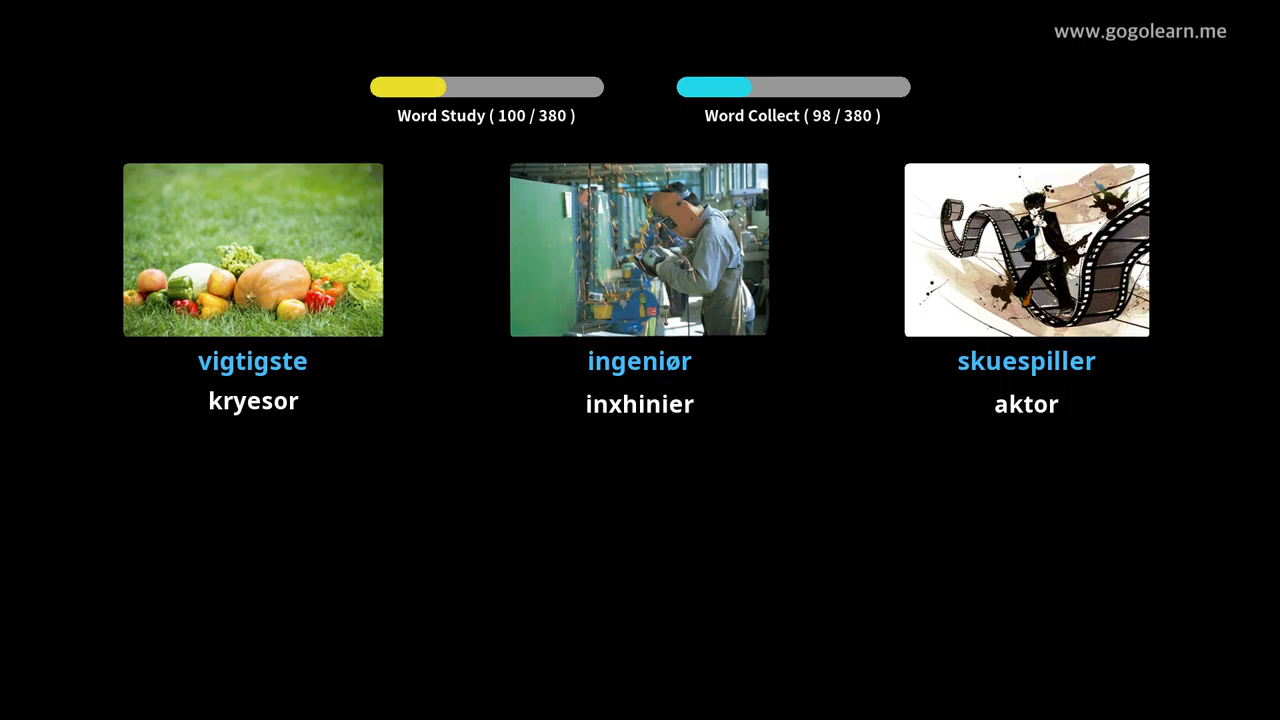 www.gogolearn.me
Word Study ( 100 / 380 )
Word Collect ( 98 / 380 )
vigtigste
ingeniør
skuespiller
kryesor
inxhinier
aktor